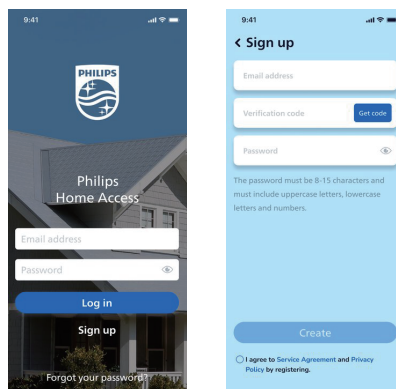 9:41
PHILIPS
Philips
Home Access
Email address
Password
Log in
Sign up
Forgot your password?
9:41
Sign up
Email address
Verification code
Get code
Password
The password must be 8-15 characters and
must include uppercase letters, lowercase
letters and numbers.
Create
I agree to Service Agreement and Privacy
Policy by registering.